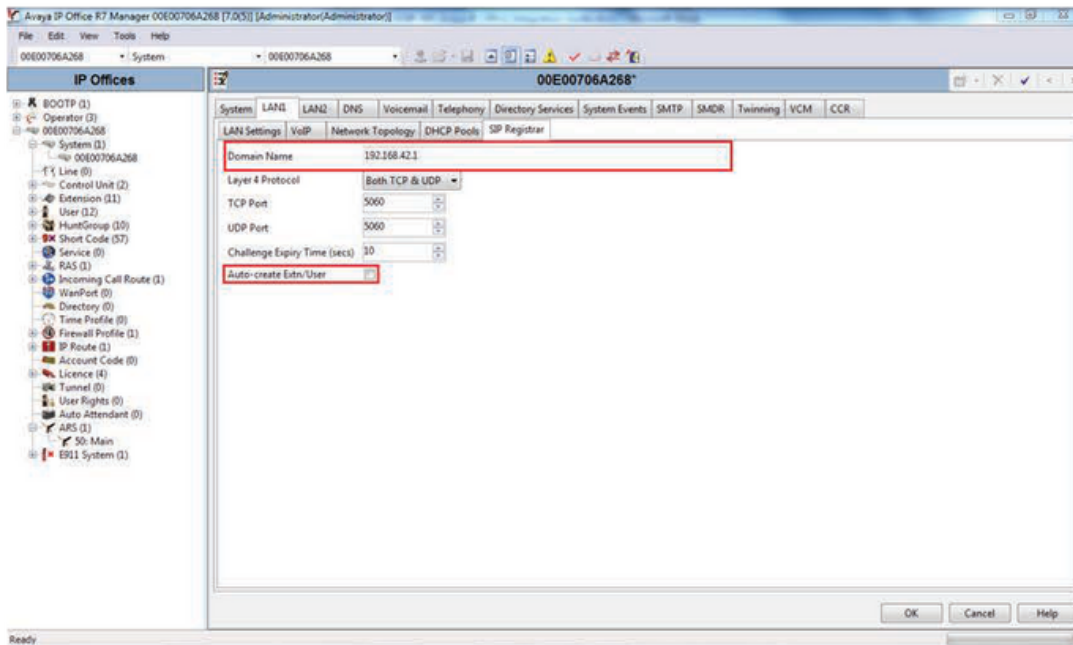 Avaya IP Office R7 Manager 00E00706A268 [7.0(5)] [Administrator(Administrator)]
File Edit View Tools Help
00E00706A268 System 00E00706A268
IP Offices
BOOTP (1)
Operator (3)
00E00706A268
System (1)
00E00706A268
Line (0)
Control Unit (2)
Extension (11)
User (12)
HuntGroup (10)
Short Code (57)
Service (0)
RAS (1)
Incoming Call Route (1)
WanPort (0)
Directory (0)
Time Profile (0)
Firewall Profile (1)
IP Route (1)
Account Code (0)
Licence (4)
Tunnel (0)
User Rights (0)
Auto Attendant (0)
ARS (1)
50: Main
E911 System (1)
00E00706A268*
System LAN1 LAN2 DNS Voicemail Telephony Directory Services System Events SMTP SMDR Twinning VCM CCR
LAN Settings VoIP Network Topology DHCP Pools SIP Registrar
Domain Name 192.168.42.1
Layer 4 Protocol Both TCP & UDP
TCP Port 5060
UDP Port 5060
Challenge Expiry Time (secs) 10
Auto-create Extn/User
OK Cancel Help
Ready